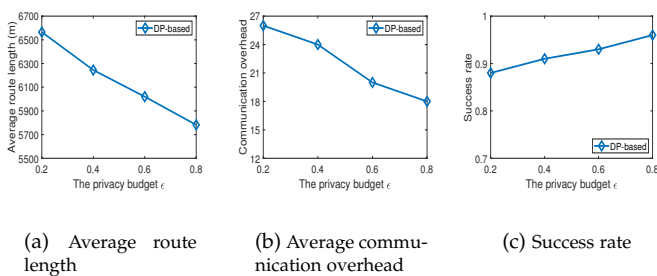 6700
6500
6300
6100
5900
5700
5500
Average route length (m)
DP-based
0.2 0.4 0.6 0.8
The privacy budget ϵ
27
24
21
18
15
12
Communication overhead
DP-based
0.2 0.4 0.6 0.8
The privacy budget ϵ
1
0.9
0.8
0.7
Success rate
DP-based
0.2 0.4 0.6 0.8
The privacy budget ϵ
(a) Average route
length
(b) Average commu-
nication overhead
(c) Success rate